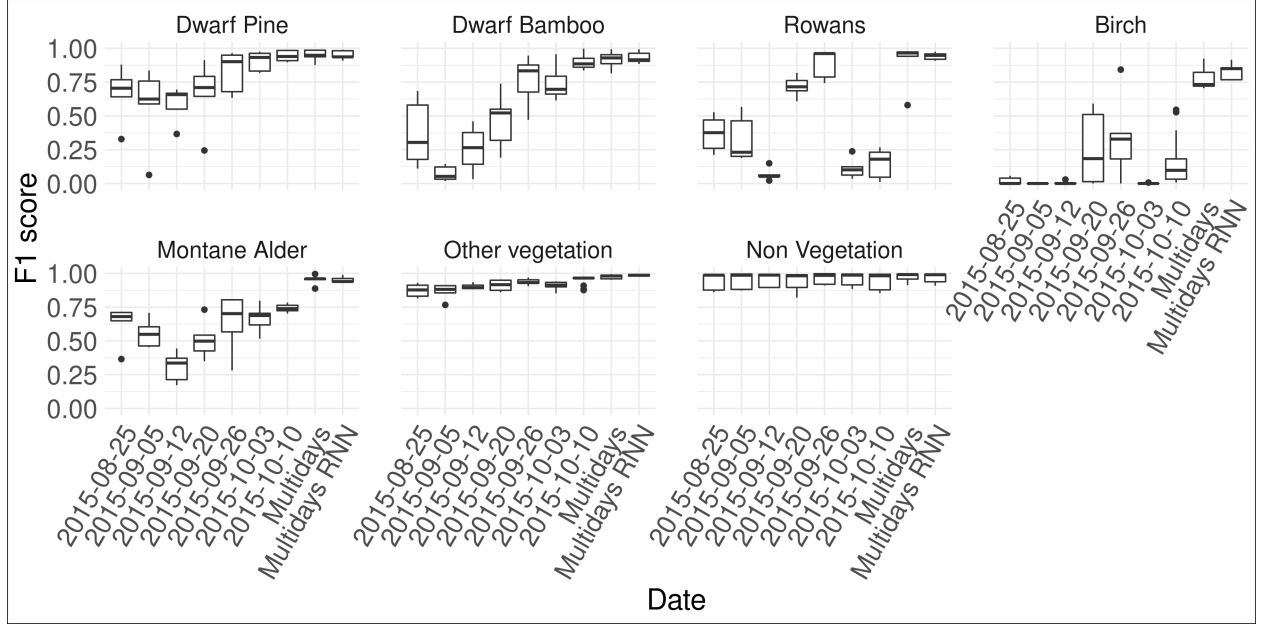 Dwarf Pine
Dwarf Bamboo
Rowans
Birch
1.00
0.75
0.50
0.25
0.00
2015-08-25
2015-09-05
2015-09-12
2015-09-20
2015-09-26
2015-10-03
2015-10-10
Multidays
Multidays RNN
F1 score
Montane Alder
Other vegetation
Non Vegetation
1.00
0.75
0.50
0.25
0.00
2015-08-25
2015-09-05
2015-09-12
2015-09-20
2015-09-26
2015-10-03
2015-10-10
Multidays
Multidays RNN
2015-08-25
2015-09-05
2015-09-12
2015-09-20
2015-09-26
2015-10-03
2015-10-10
Multidays
Multidays RNN
2015-08-25
2015-09-05
2015-09-12
2015-09-20
2015-09-26
2015-10-03
2015-10-10
Multidays
Multidays RNN
Date